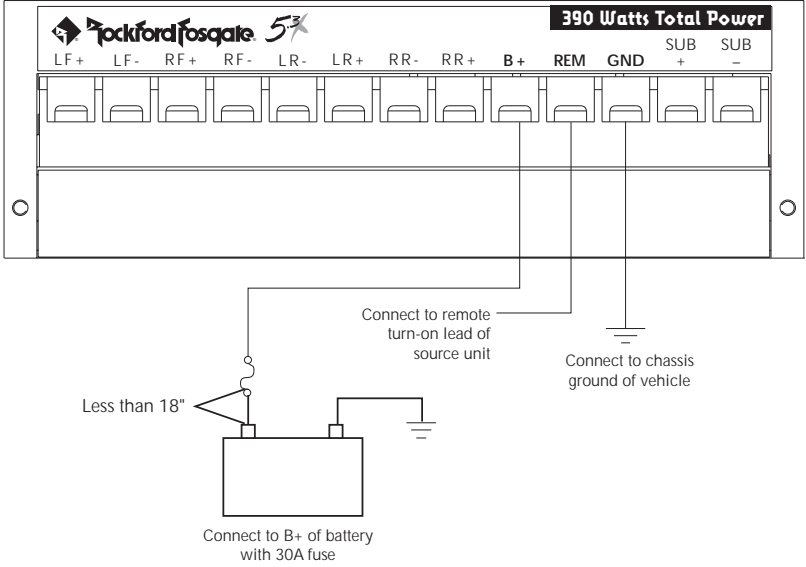 Rockford Fosgate. 5.3x
390 Watts Total Power
LF+ LF- RF+ RF- LR- LR+ RR- RR+ B+ REM GND SUB + SUB –
Connect to remote
turn-on lead of
source unit
Connect to chassis
ground of vehicle
Less than 18"
Connect to B+ of battery
with 30A fuse